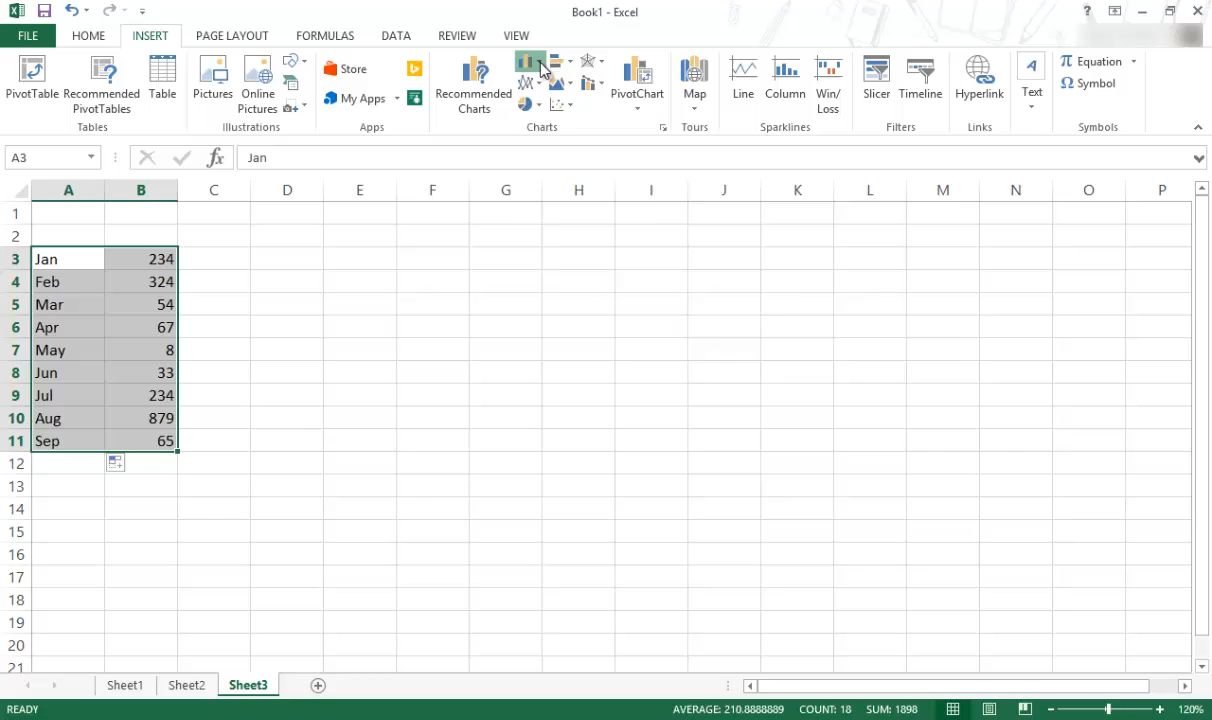 Book1 - Excel
?
FILE HOME INSERT PAGE LAYOUT FORMULAS DATA REVIEW VIEW
PivotTable Recommended PivotTables Table
Tables
Pictures Online Pictures
Illustrations
Store
My Apps
Apps
Recommended Charts
PivotChart
Charts
Map
Tours
Line Column Win/Loss
Sparklines
Slicer Timeline
Filters
Hyperlink
Links
A
Text
π Equation
Ω Symbol
Symbols
A3 fx Jan
A B C D E F G H I J K L M N O P
1
2
3 Jan 234
4 Feb 324
5 Mar 54
6 Apr 67
7 May 8
8 Jun 33
9 Jul 234
10 Aug 879
11 Sep 65
12
13
14
15
16
17
18
19
20
21
Sheet1 Sheet2 Sheet3
READY AVERAGE: 210.8888889 COUNT: 18 SUM: 1898 120%